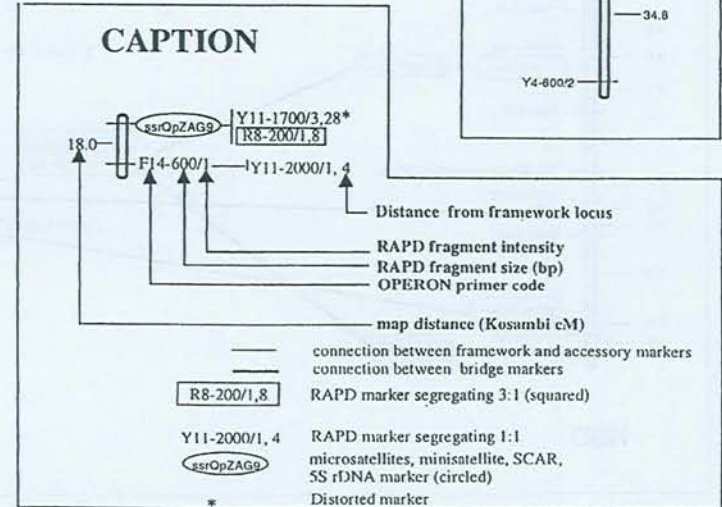 34.8
Y4-600/2
CAPTION
ssrQpZAG9 Y11-1700/3,28*
R8-200/1,8
18.0
F14-600/1 Y11-2000/1, 4
Distance from framework locus
RAPD fragment intensity
RAPD fragment size (bp)
OPERON primer code
map distance (Kosambi cM)
connection between framework and accessory markers
connection between bridge markers
R8-200/1,8 RAPD marker segregating 3:1 (squared)
Y11-2000/1, 4 RAPD marker segregating 1:1
ssrQpZAG9 microsatellites, minisatellite, SCAR,
5S rDNA marker (circled)
* Distorted marker